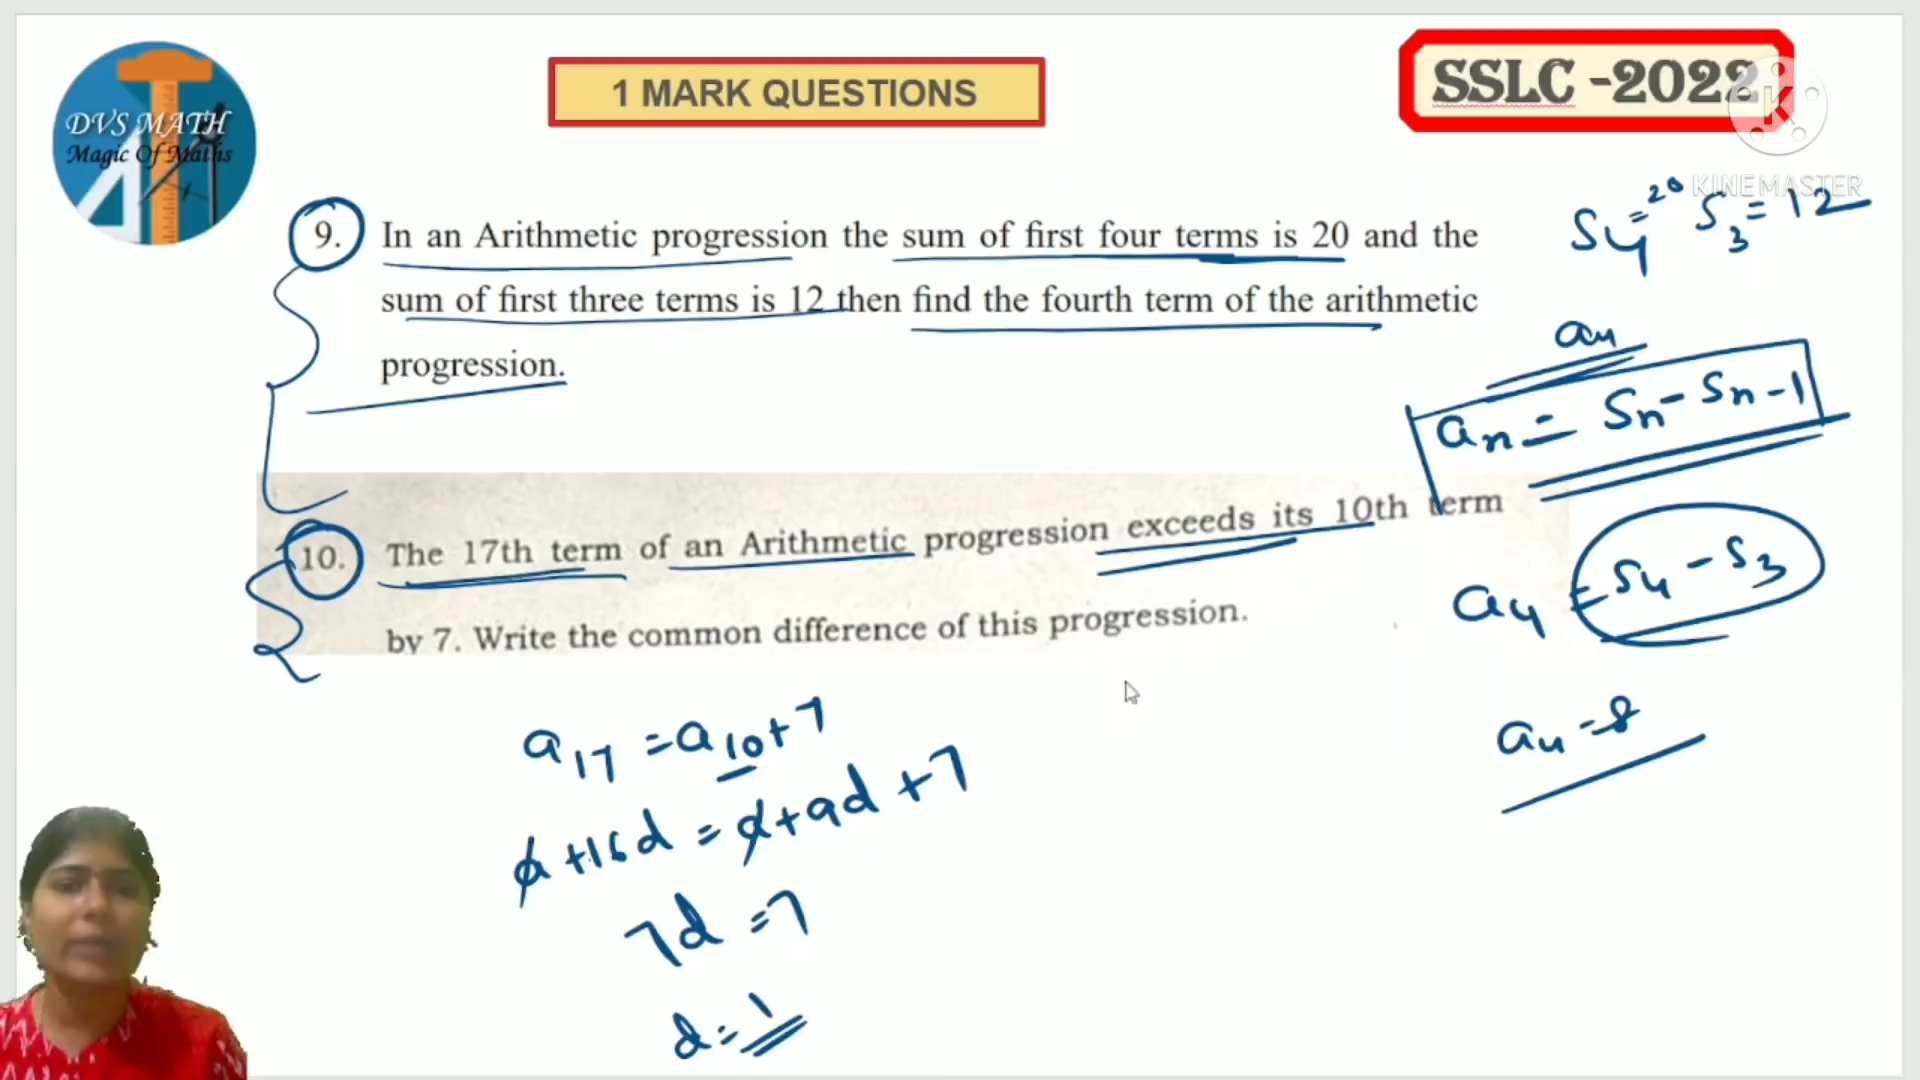 DVS MATH
Magic Of Maths
1 MARK QUESTIONS
SSLC -2022
KINEMASTER
9. In an Arithmetic progression the sum of first four terms is 20 and the
sum of first three terms is 12 then find the fourth term of the arithmetic
progression.
S4=20 S3=12
a4
an = Sn - Sn-1
a4 = S4 - S3
a4 = 8
10. The 17th term of an Arithmetic progression exceeds its 10th term
by 7. Write the common difference of this progression.
a17 = a10+7
a+16d = a+9d+7
7d = 7
d = 1